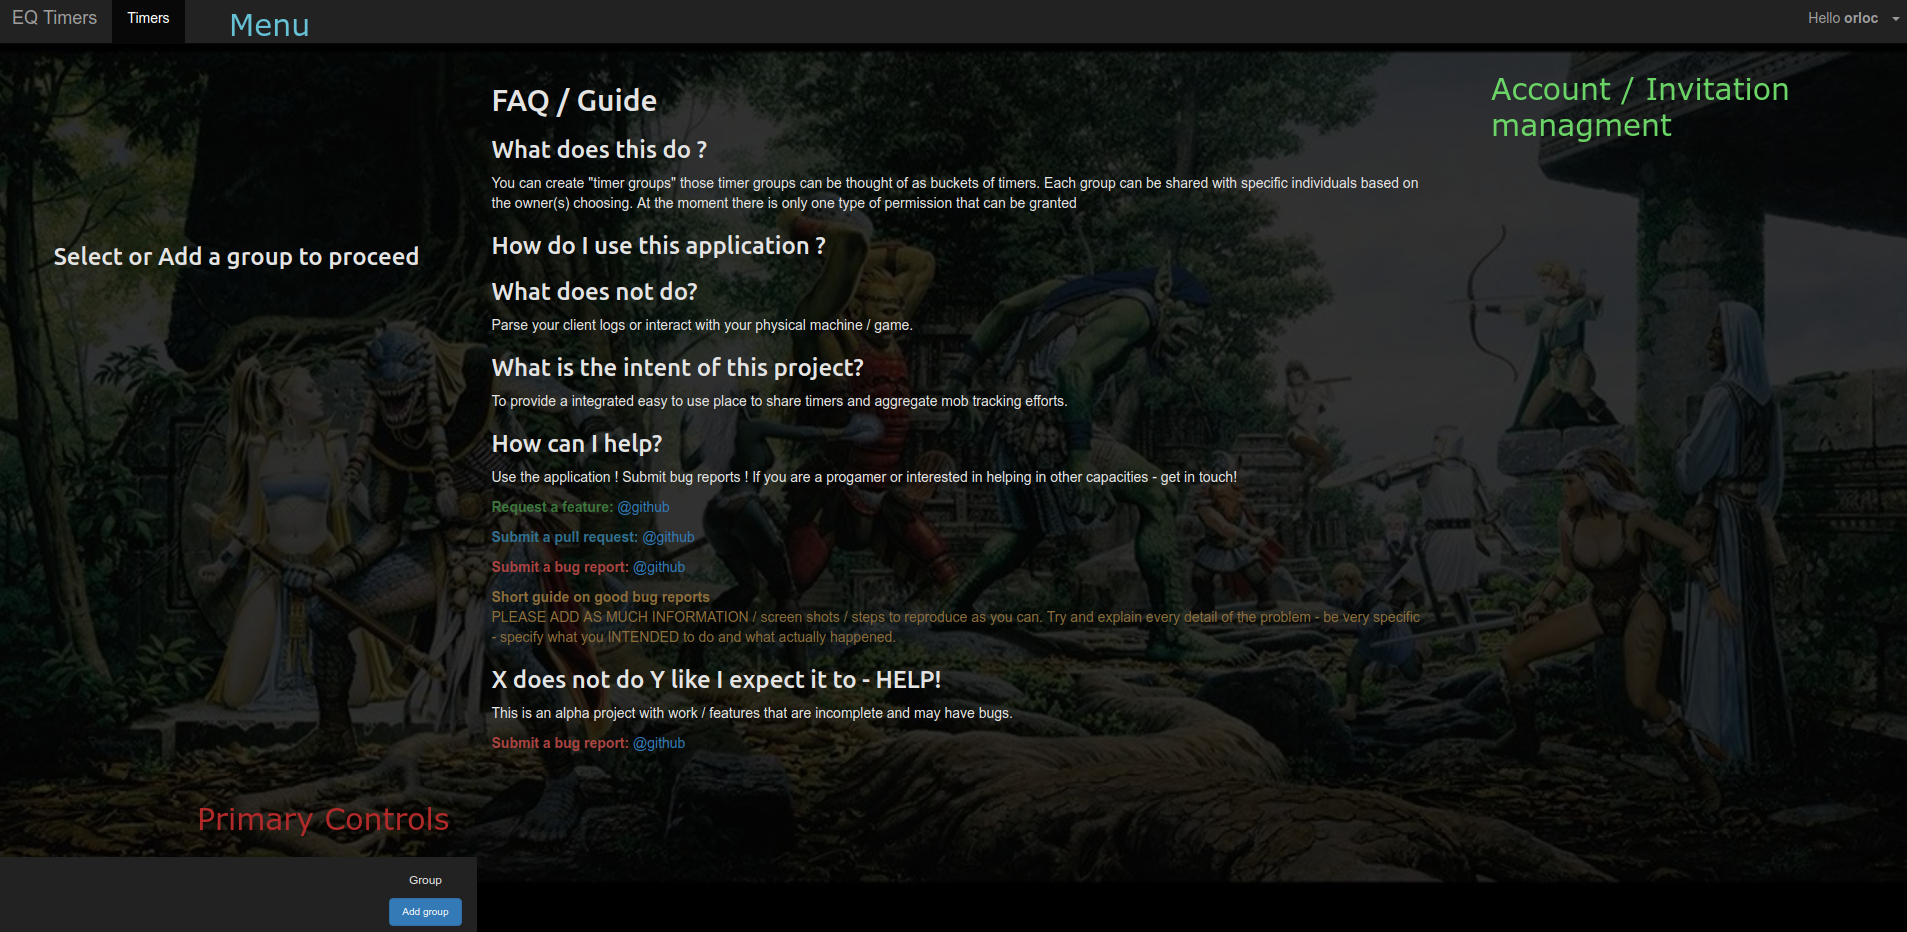 EQ Timers
Timers
Menu
Hello orloc
Account / Invitation
managment
FAQ / Guide
What does this do ?
You can create "timer groups" those timer groups can be thought of as buckets of timers. Each group can be shared with specific individuals based on
the owner(s) choosing. At the moment there is only one type of permission that can be granted
How do I use this application ?
Select or Add a group to proceed
What does not do?
Parse your client logs or interact with your physical machine / game.
What is the intent of this project?
To provide a integrated easy to use place to share timers and aggregate mob tracking efforts.
How can I help?
Use the application ! Submit bug reports ! If you are a progamer or interested in helping in other capacities - get in touch!
Request a feature: @github
Submit a pull request: @github
Submit a bug report: @github
Short guide on good bug reports
PLEASE ADD AS MUCH INFORMATION / screen shots / steps to reproduce as you can. Try and explain every detail of the problem - be very specific
- specify what you INTENDED to do and what actually happened.
X does not do Y like I expect it to - HELP!
This is an alpha project with work / features that are incomplete and may have bugs.
Submit a bug report: @github
Primary Controls
Group
Add group